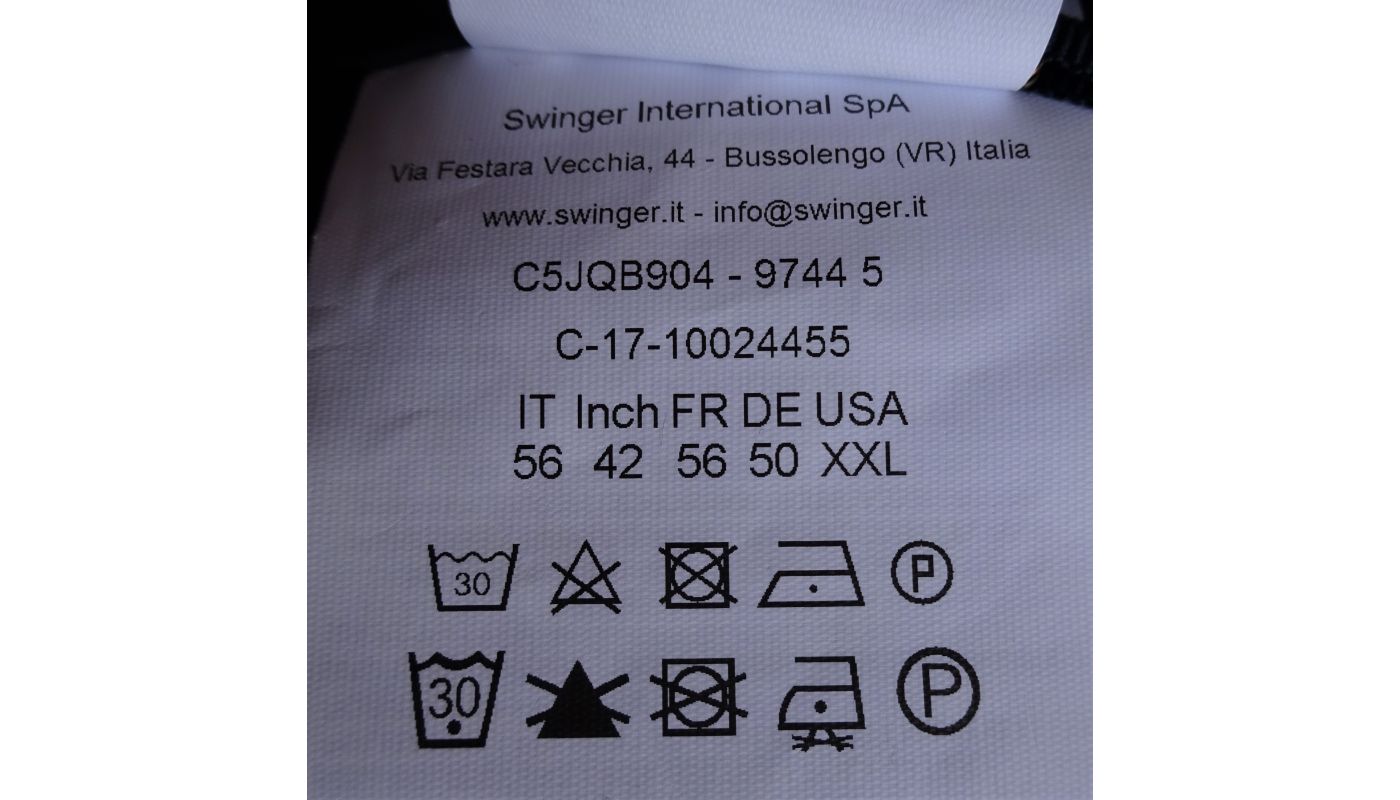 Swinger International SpA
Via Festara Vecchia, 44 - Bussolengo (VR) Italia
www.swinger.it - info@swinger.it
C5JQB904 - 9744 5
C-17-10024455
IT Inch FR DE USA
56 42 56 50 XXL
30 P
30 P